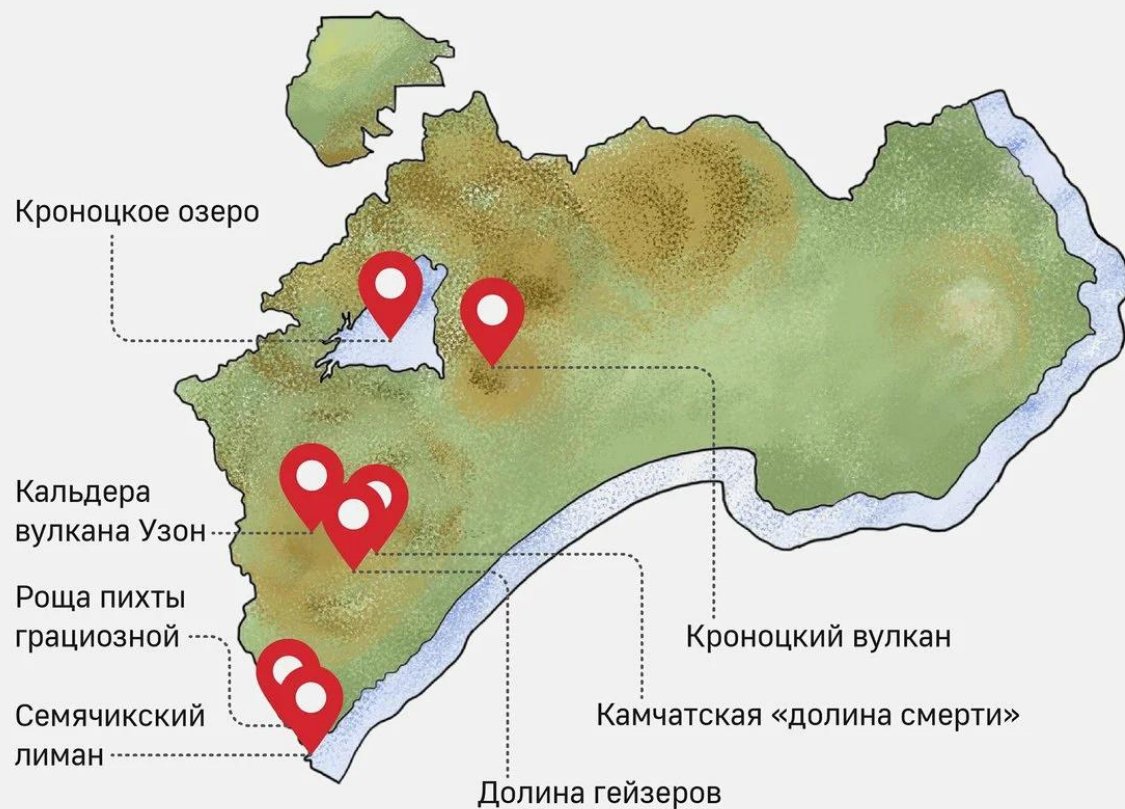 Кроноцкое озеро
Кальдера
вулкана Узон
Роща пихты
грациозной
Семячикский
лиман
Кроноцкий вулкан
Камчатская «долина смерти»
Долина гейзеров